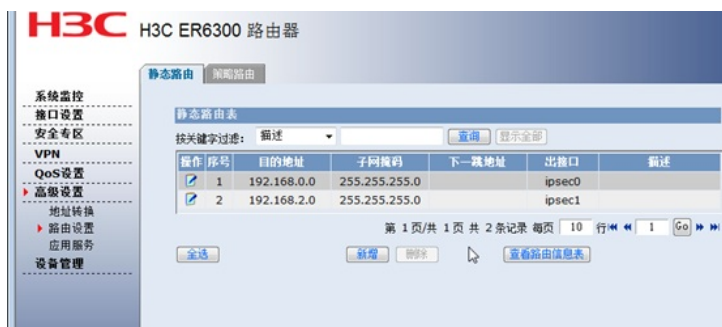 H3C H3C ER6300 路由器
静态路由 策略路由
系统监控
接口设置
安全专区
VPN
QoS设置
高级设置
地址转换
路由设置
应用服务
设备管理
静态路由表
按关键字过滤： 描述 查询 显示全部
操作 序号 目的地址 子网掩码 下一跳地址 出接口 描述
1 192.168.0.0 255.255.255.0 ipsec0
2 192.168.2.0 255.255.255.0 ipsec1
第 1 页/共 1 页 共 2 条记录 每页 10 行 1 Go
全选 新增 删除 查看路由信息表